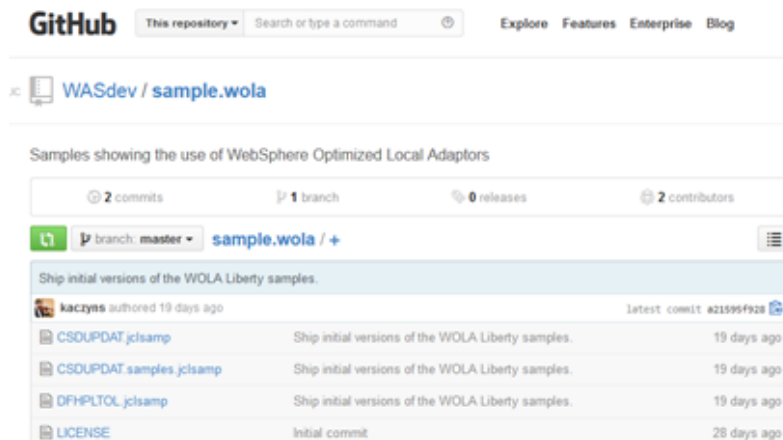 GitHub This repository Search or type a command Explore Features Enterprise Blog
WASdev / sample.wola
Samples showing the use of WebSphere Optimized Local Adaptors
2 commits 1 branch 0 releases 2 contributors
branch: master sample.wola / +
Ship initial versions of the WOLA Liberty samples.
kaczyns authored 19 days ago latest commit a21595f928
CSDUPDAT.jclsamp Ship initial versions of the WOLA Liberty samples. 19 days ago
CSDUPDAT.samples.jclsamp Ship initial versions of the WOLA Liberty samples. 19 days ago
DFHPLTOL.jclsamp Ship initial versions of the WOLA Liberty samples. 19 days ago
LICENSE Initial commit 28 days ago